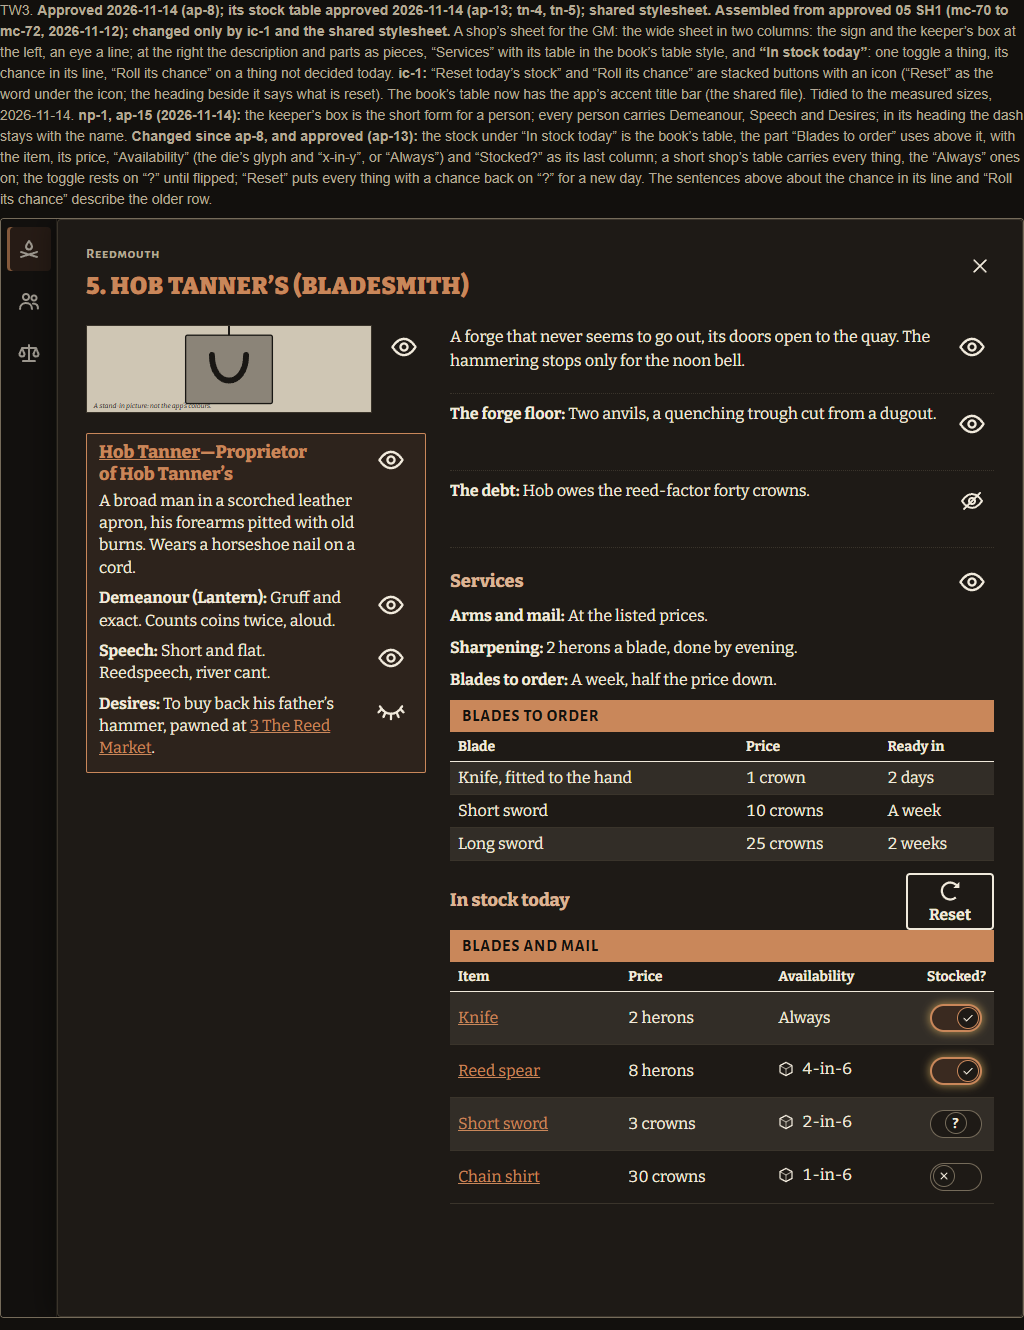 TW3. Approved 2026-11-14 (ap-8); its stock table approved 2026-11-14 (ap-13; tn-4, tn-5); shared stylesheet. Assembled from approved 05 SH1 (mc-70 to
mc-72, 2026-11-12); changed only by ic-1 and the shared stylesheet. A shop’s sheet for the GM: the wide sheet in two columns: the sign and the keeper’s box at
the left, an eye a line; at the right the description and parts as pieces, “Services” with its table in the book’s table style, and “In stock today”: one toggle a thing, its
chance in its line, “Roll its chance” on a thing not decided today. ic-1: “Reset today’s stock” and “Roll its chance” are stacked buttons with an icon (“Reset” as the
word under the icon; the heading beside it says what is reset). The book’s table now has the app’s accent title bar (the shared file). Tidied to the measured sizes,
2026-11-14. np-1, ap-15 (2026-11-14): the keeper’s box is the short form for a person; every person carries Demeanour, Speech and Desires; in its heading the dash
stays with the name. Changed since ap-8, and approved (ap-13): the stock under “In stock today” is the book’s table, the part “Blades to order” uses above it, with
the item, its price, “Availability” (the die’s glyph and “x-in-y”, or “Always”) and “Stocked?” as its last column; a short shop’s table carries every thing, the “Always” ones
on; the toggle rests on “?” until flipped; “Reset” puts every thing with a chance back on “?” for a new day. The sentences above about the chance in its line and “Roll
its chance” describe the older row.
REEDMOUTH
5. HOB TANNER’S (BLADESMITH)
A stand-in picture: not the app’s colours.
Hob Tanner—Proprietor
of Hob Tanner’s
A broad man in a scorched leather
apron, his forearms pitted with old
burns. Wears a horseshoe nail on a
cord.
Demeanour (Lantern): Gruff and
exact. Counts coins twice, aloud.
Speech: Short and flat.
Reedspeech, river cant.
Desires: To buy back his father’s
hammer, pawned at 3 The Reed
Market.
A forge that never seems to go out, its doors open to the quay. The
hammering stops only for the noon bell.
The forge floor: Two anvils, a quenching trough cut from a dugout.
The debt: Hob owes the reed-factor forty crowns.
Services
Arms and mail: At the listed prices.
Sharpening: 2 herons a blade, done by evening.
Blades to order: A week, half the price down.
BLADES TO ORDER
Blade Price Ready in
Knife, fitted to the hand 1 crown 2 days
Short sword 10 crowns A week
Long sword 25 crowns 2 weeks
In stock today
Reset
BLADES AND MAIL
Item Price Availability Stocked?
Knife 2 herons Always
Reed spear 8 herons 4-in-6
Short sword 3 crowns 2-in-6 ?
Chain shirt 30 crowns 1-in-6